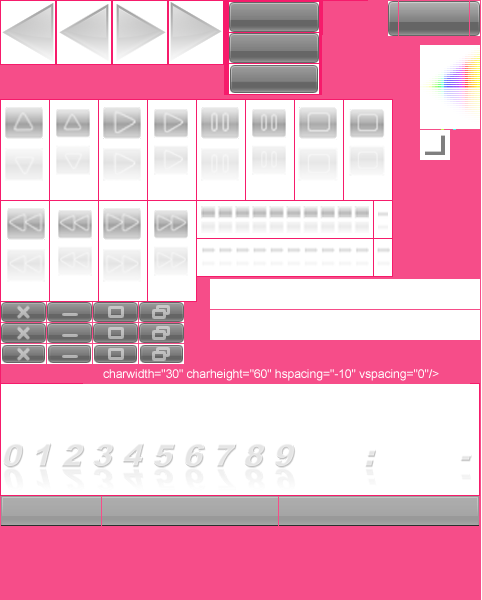 charwidth="30" charheight="60" hspacing="-10" vspacing="0"/>
0 1 2 3 4 5 6 7 8 9 : -